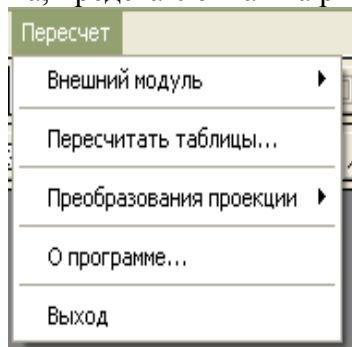 Пересчет
Внешний модуль
Пересчитать таблицы...
Преобразования проекции
О программе...
Выход